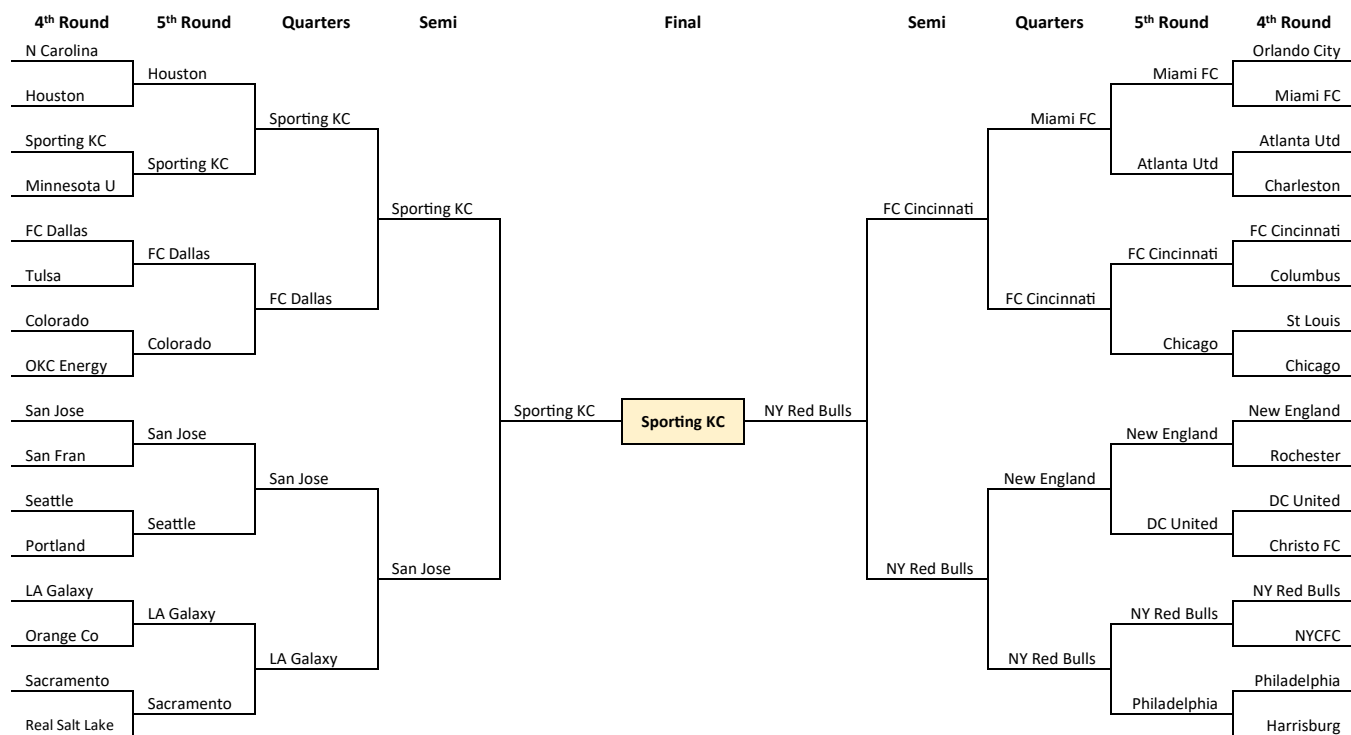 4th Round
5th Round
Quarters
Semi
Final
Semi
Quarters
5th Round
4th Round
N Carolina
Houston
Sporting KC
Minnesota U
FC Dallas
Tulsa
Colorado
OKC Energy
San Jose
San Fran
Seattle
Portland
LA Galaxy
Orange Co
Sacramento
Real Salt Lake
Houston
Sporting KC
FC Dallas
Colorado
San Jose
Seattle
LA Galaxy
Sacramento
Sporting KC
FC Dallas
San Jose
LA Galaxy
Sporting KC
San Jose
Sporting KC
Sporting KC
NY Red Bulls
FC Cincinnati
NY Red Bulls
Miami FC
FC Cincinnati
New England
NY Red Bulls
Miami FC
Atlanta Utd
FC Cincinnati
Chicago
New England
DC United
NY Red Bulls
Philadelphia
Orlando City
Miami FC
Atlanta Utd
Charleston
FC Cincinnati
Columbus
St Louis
Chicago
New England
Rochester
DC United
Christo FC
NY Red Bulls
NYCFC
Philadelphia
Harrisburg